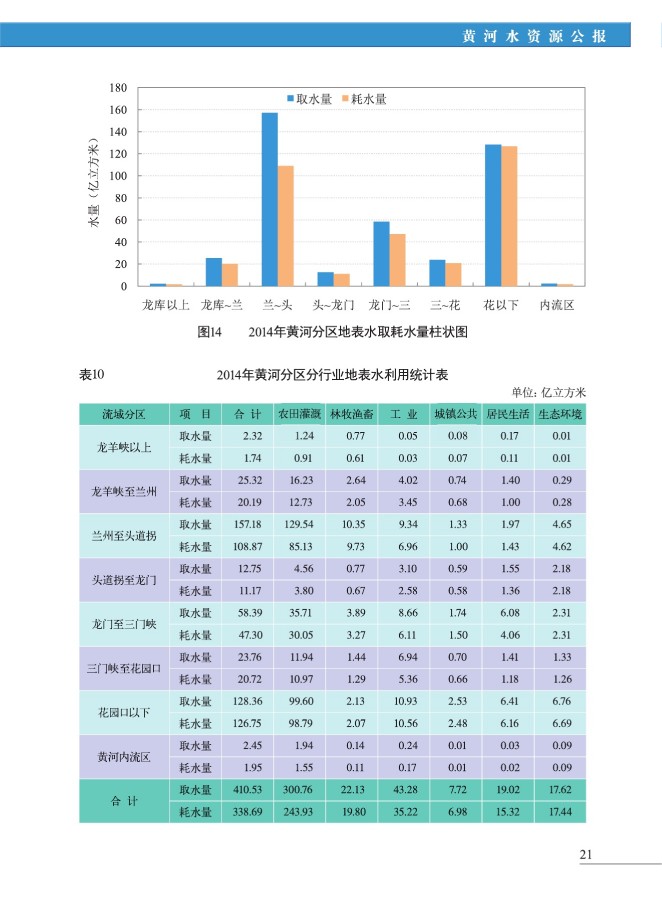 黄河水资源公报
180
160
140
120
100
80
60
40
20
0
水量（亿立方米）
取水量 耗水量
龙库以上 龙库~兰 兰~头 头~龙门 龙门~三 三~花 花以下 内流区
图14 2014年黄河分区地表水取耗水量柱状图
表10 2014年黄河分区分行业地表水利用统计表
单位: 亿立方米
流域分区 项 目 合 计 农田灌溉 林牧渔畜 工 业 城镇公共 居民生活 生态环境
龙羊峡以上 取水量 2.32 1.24 0.77 0.05 0.08 0.17 0.01
耗水量 1.74 0.91 0.61 0.03 0.07 0.11 0.01
龙羊峡至兰州 取水量 25.32 16.23 2.64 4.02 0.74 1.40 0.29
耗水量 20.19 12.73 2.05 3.45 0.68 1.00 0.28
兰州至头道拐 取水量 157.18 129.54 10.35 9.34 1.33 1.97 4.65
耗水量 108.87 85.13 9.73 6.96 1.00 1.43 4.62
头道拐至龙门 取水量 12.75 4.56 0.77 3.10 0.59 1.55 2.18
耗水量 11.17 3.80 0.67 2.58 0.58 1.36 2.18
龙门至三门峡 取水量 58.39 35.71 3.89 8.66 1.74 6.08 2.31
耗水量 47.30 30.05 3.27 6.11 1.50 4.06 2.31
三门峡至花园口 取水量 23.76 11.94 1.44 6.94 0.70 1.41 1.33
耗水量 20.72 10.97 1.29 5.36 0.66 1.18 1.26
花园口以下 取水量 128.36 99.60 2.13 10.93 2.53 6.41 6.76
耗水量 126.75 98.79 2.07 10.56 2.48 6.16 6.69
黄河内流区 取水量 2.45 1.94 0.14 0.24 0.01 0.03 0.09
耗水量 1.95 1.55 0.11 0.17 0.01 0.02 0.09
合 计 取水量 410.53 300.76 22.13 43.28 7.72 19.02 17.62
耗水量 338.69 243.93 19.80 35.22 6.98 15.32 17.44
21